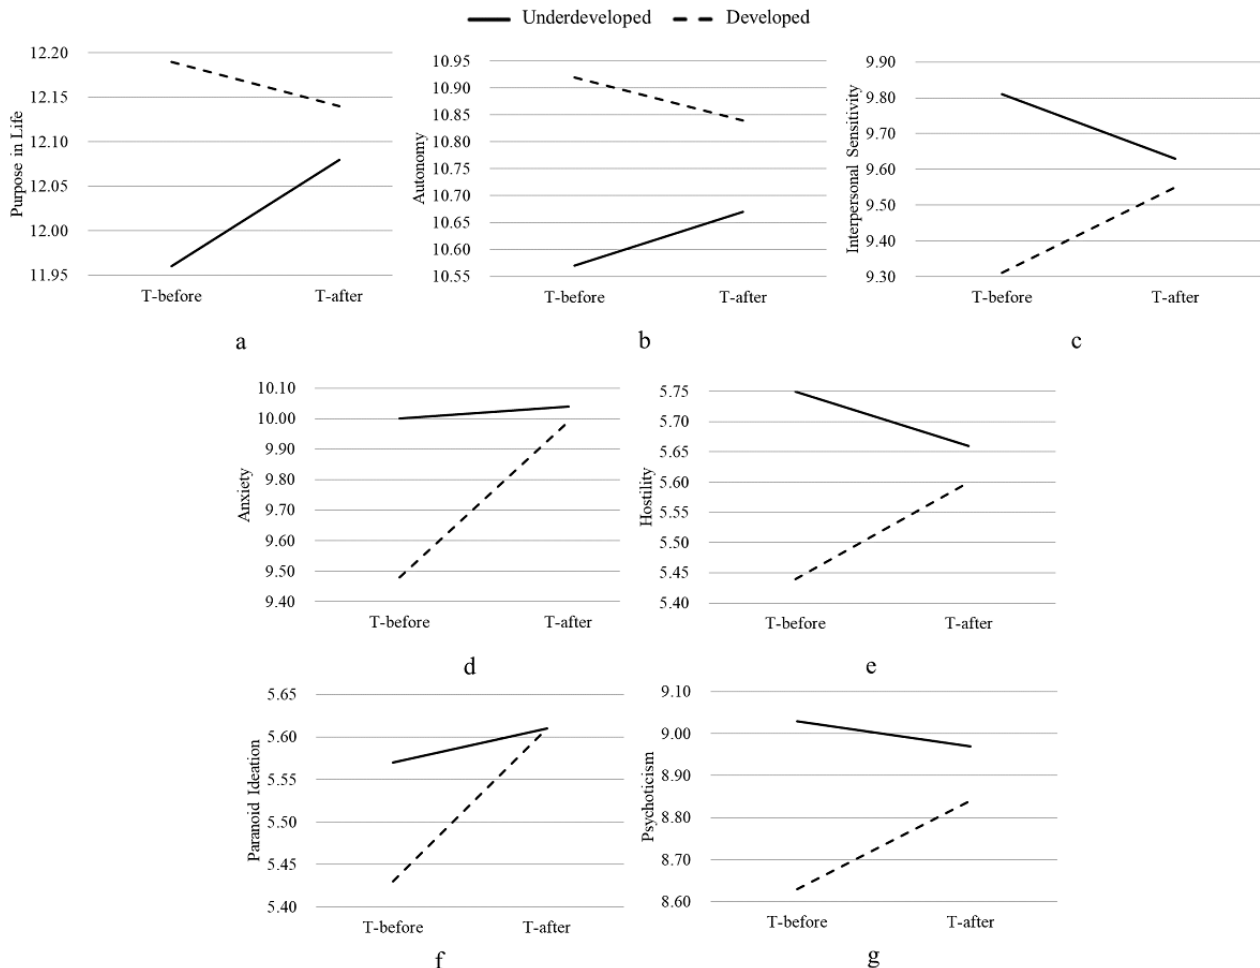 Underdeveloped Developed
Purpose in Life
12.20
12.15
12.10
12.05
12.00
11.95
T-before T-after
a
Autonomy
10.95
10.90
10.85
10.80
10.75
10.70
10.65
10.60
10.55
T-before T-after
b
Interpersonal Sensitivity
9.90
9.80
9.70
9.60
9.50
9.40
9.30
T-before T-after
c
Anxiety
10.10
10.00
9.90
9.80
9.70
9.60
9.50
9.40
T-before T-after
d
Hostility
5.75
5.70
5.65
5.60
5.55
5.50
5.45
5.40
T-before T-after
e
Paranoid Ideation
5.65
5.60
5.55
5.50
5.45
5.40
T-before T-after
f
Psychoticism
9.10
9.00
8.90
8.80
8.70
8.60
T-before T-after
g